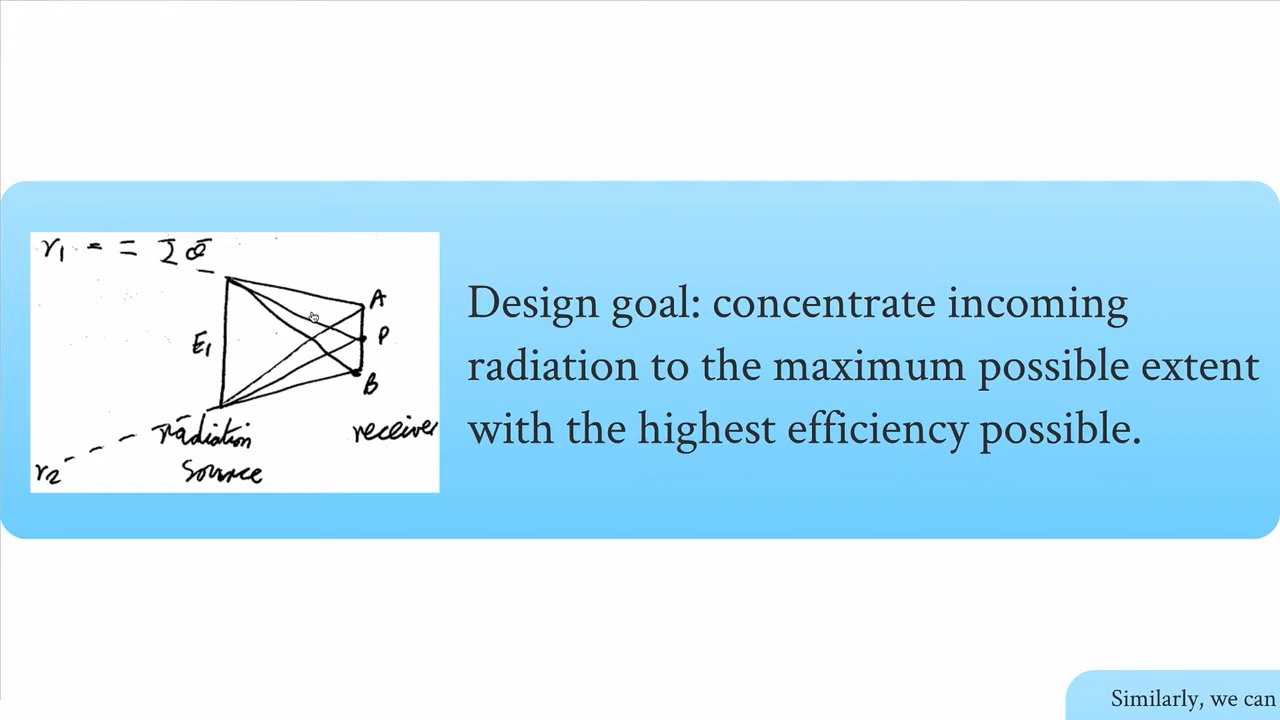 r1
A
E1
P
B
radiation
receiver
source
r2
Design goal: concentrate incoming
radiation to the maximum possible extent
with the highest efficiency possible.
Similarly, we can